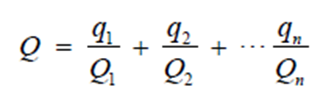 Q = q₁/Q₁ + q₂/Q₂ + ⋯ qₙ/Qₙ